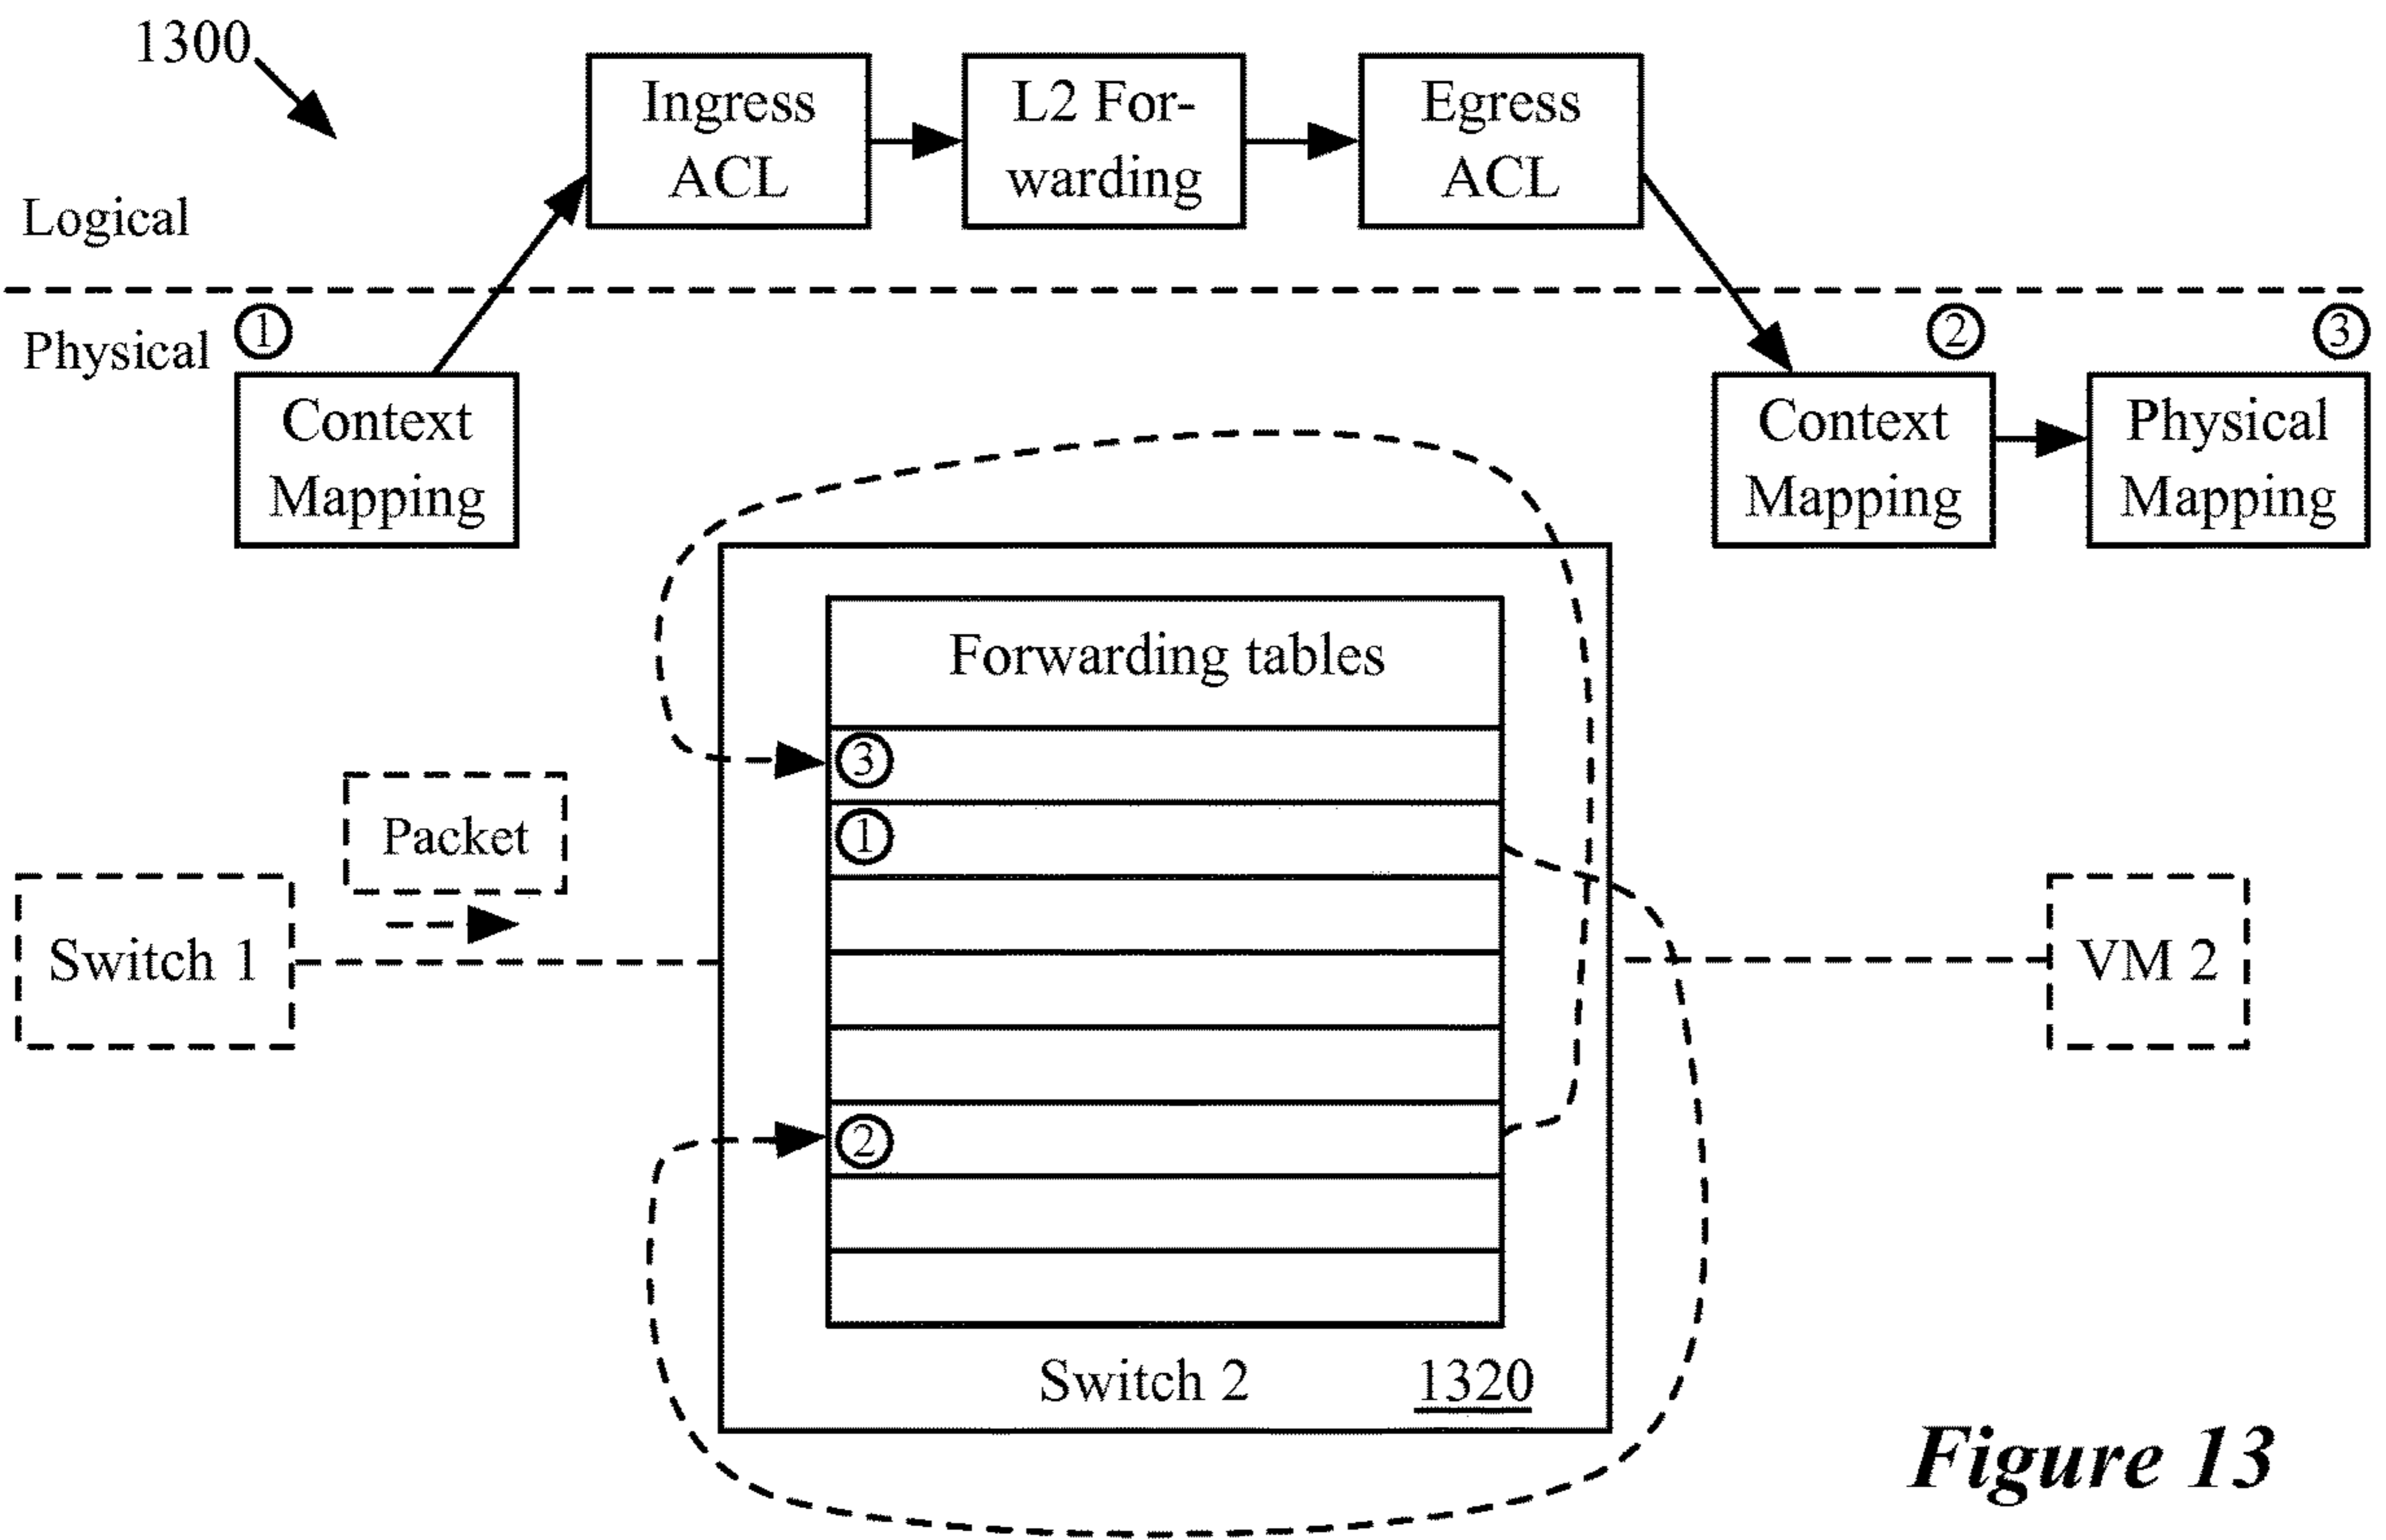 1300
Ingress
ACL
L2 For-
warding
Egress
ACL
Logical
Physical
1
2
3
Context
Mapping
Context
Mapping
Physical
Mapping
Forwarding tables
3
1
Packet
Switch 1
VM 2
2
Switch 2 1320
Figure 13